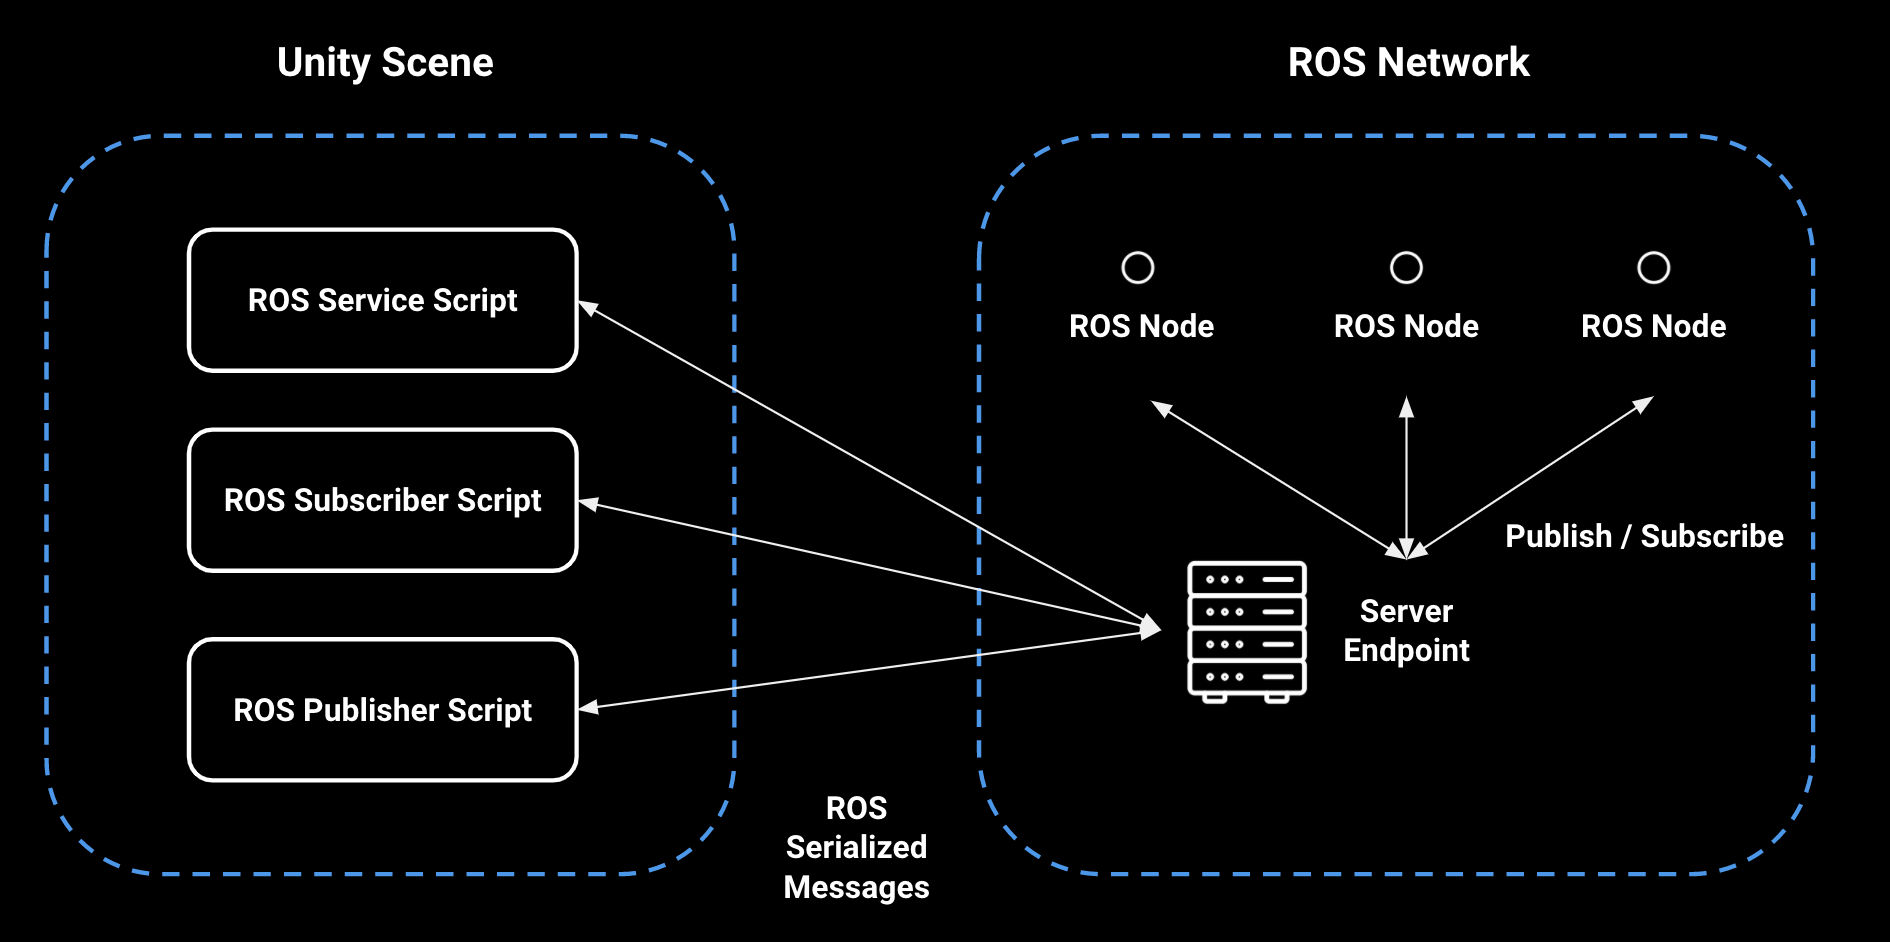 Unity Scene
ROS Network
ROS Service Script
ROS Subscriber Script
ROS Publisher Script
ROS
Serialized
Messages
ROS Node
ROS Node
ROS Node
Publish / Subscribe
Server
Endpoint